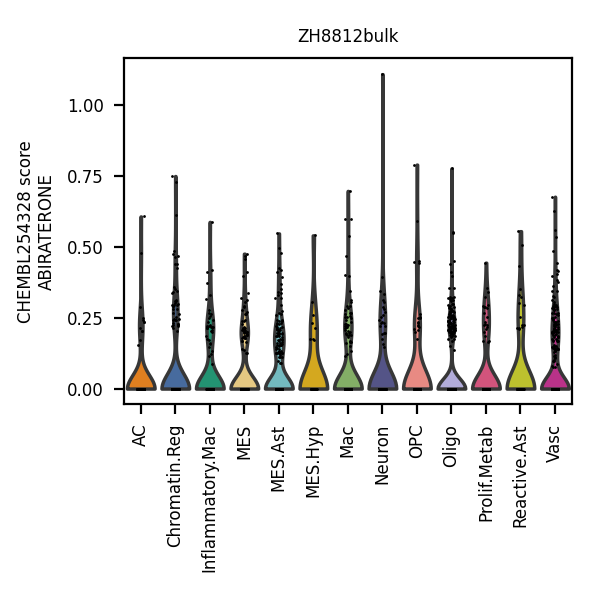 ZH8812bulk
CHEMBL254328 score
ABIRATERONE
1.00
0.75
0.50
0.25
0.00
AC
Chromatin.Reg
Inflammatory.Mac
MES
MES.Ast
MES.Hyp
Mac
Neuron
OPC
Oligo
Prolif.Metab
Reactive.Ast
Vasc